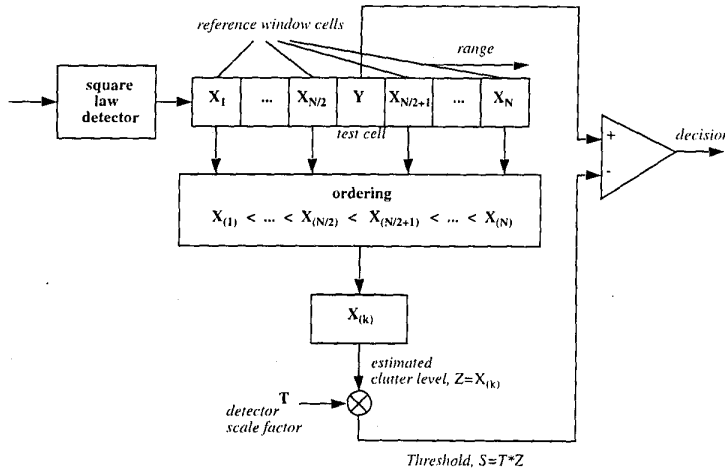 reference window cells
range
square
law
detector
X1 ... XN/2 Y XN/2+1 ... XN
test cell
+
-
decision
ordering
X(1) < ... < X(N/2) < X(N/2+1) < ... < X(N)
X(k)
estimated
clutter level, Z=X(k)
T
detector
scale factor
Threshold, S=T*Z